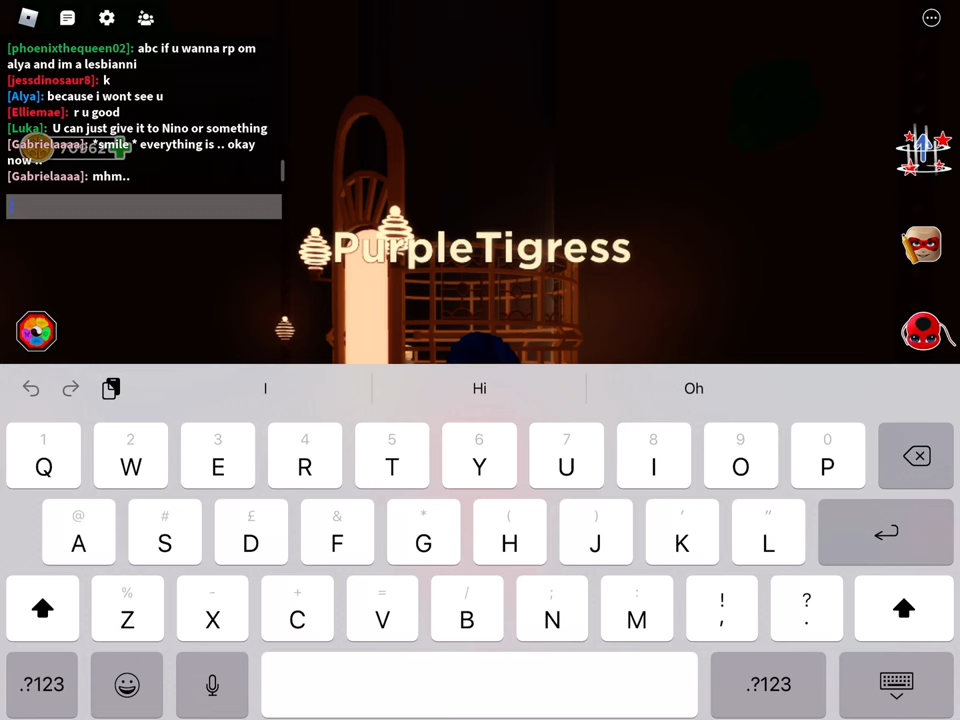 [phoenixthequeen02]: abc if u wanna rp om
alya and im a lesbianni
[jessdinosaur8]: k
[Alya]: because i wont see u
[Elliemae]: r u good
[Luka]: U can just give it to Nino or something
[Gabrielaaaa]: *smile * everything is .. okay
now ..
[Gabrielaaaa]: mhm..
PurpleTigress
I Hi Oh
1 2 3 4 5 6 7 8 9 0
Q W E R T Y U I O P
@ # £ & * ( ) ' "
A S D F G H J K L
% - + = / ; : ! ?
Z X C V B N M , .
.?123 .?123